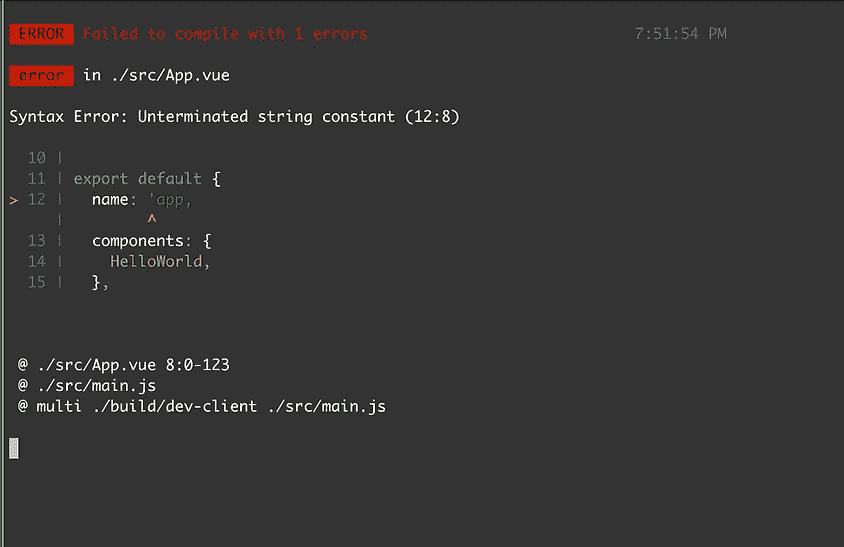 ERROR Failed to compile with 1 errors 7:51:54 PM
error in ./src/App.vue
Syntax Error: Unterminated string constant (12:8)
10 |
11 | export default {
> 12 | name: 'app,
| ^
13 | components: {
14 | HelloWorld,
15 | },
@ ./src/App.vue 8:0-123
@ ./src/main.js
@ multi ./build/dev-client ./src/main.js